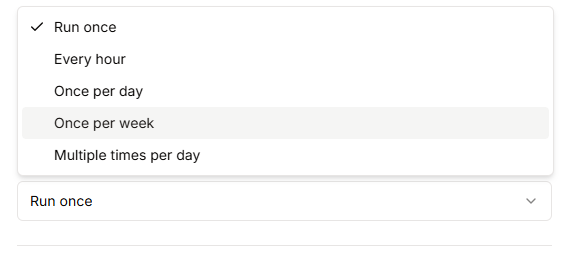 Run once
Every hour
Once per day
Once per week
Multiple times per day
Run once